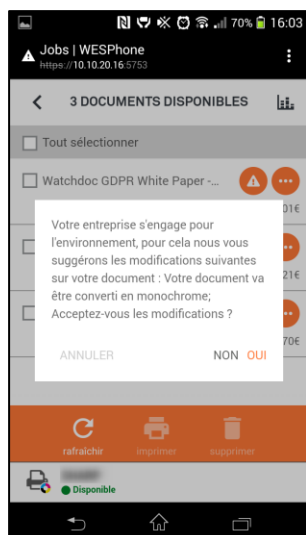 70% 16:03
Jobs | WESPhone
https://10.10.20.16:5753
3 DOCUMENTS DISPONIBLES
Tout sélectionner
Watchdoc GDPR White Paper -...
01€
Votre entreprise s'engage pour
l'environnement, pour cela nous vous
suggérons les modifications suivantes
sur votre document : Votre document va
être converti en monochrome;
Acceptez-vous les modifications ?
21€
70€
ANNULER NON OUI
rafraîchir imprimer supprimer
Disponible